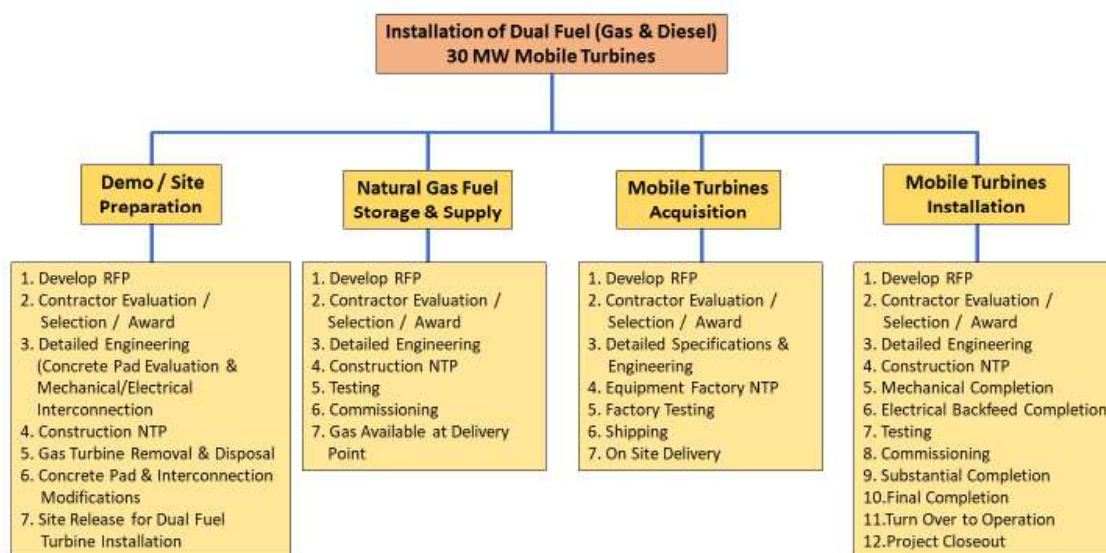 Installation of Dual Fuel (Gas & Diesel)
30 MW Mobile Turbines
Demo / Site
Preparation
1. Develop RFP
2. Contractor Evaluation /
Selection / Award
3. Detailed Engineering
(Concrete Pad Evaluation &
Mechanical/Electrical
Interconnection
4. Construction NTP
5. Gas Turbine Removal & Disposal
6. Concrete Pad & Interconnection
Modifications
7. Site Release for Dual Fuel
Turbine Installation
Natural Gas Fuel
Storage & Supply
1. Develop RFP
2. Contractor Evaluation /
Selection / Award
3. Detailed Engineering
4. Construction NTP
5. Testing
6. Commissioning
7. Gas Available at Delivery
Point
Mobile Turbines
Acquisition
1. Develop RFP
2. Contractor Evaluation /
Selection / Award
3. Detailed Specifications &
Engineering
4. Equipment Factory NTP
5. Factory Testing
6. Shipping
7. On Site Delivery
Mobile Turbines
Installation
1. Develop RFP
2. Contractor Evaluation /
Selection / Award
3. Detailed Engineering
4. Construction NTP
5. Mechanical Completion
6. Electrical Backfeed Completion
7. Testing
8. Commissioning
9. Substantial Completion
10.Final Completion
11.Turn Over to Operation
12.Project Closeout